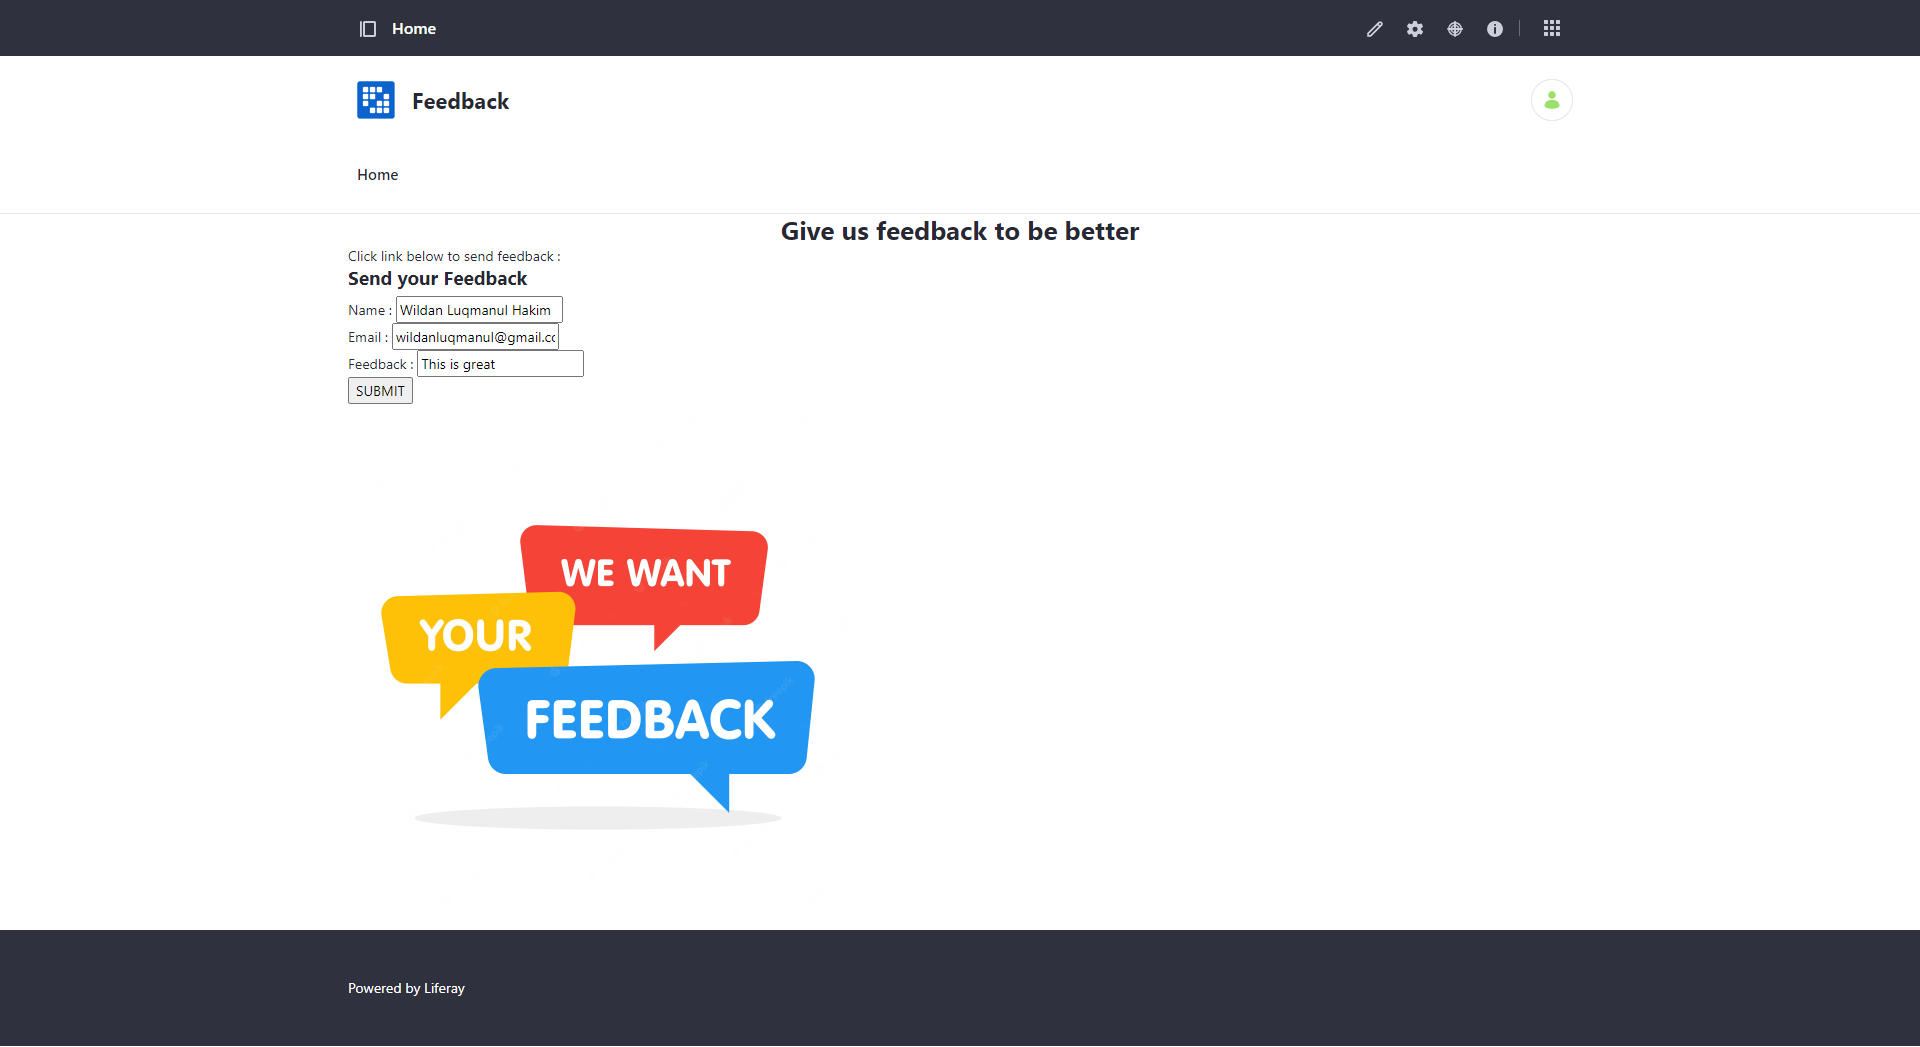 Home
Feedback
Home
Give us feedback to be better
Click link below to send feedback :
Send your Feedback
Name : Wildan Luqmanul Hakim
Email : wildanluqmanul@gmail.cc
Feedback : This is great
SUBMIT
WE WANT
YOUR
FEEDBACK
Powered by Liferay